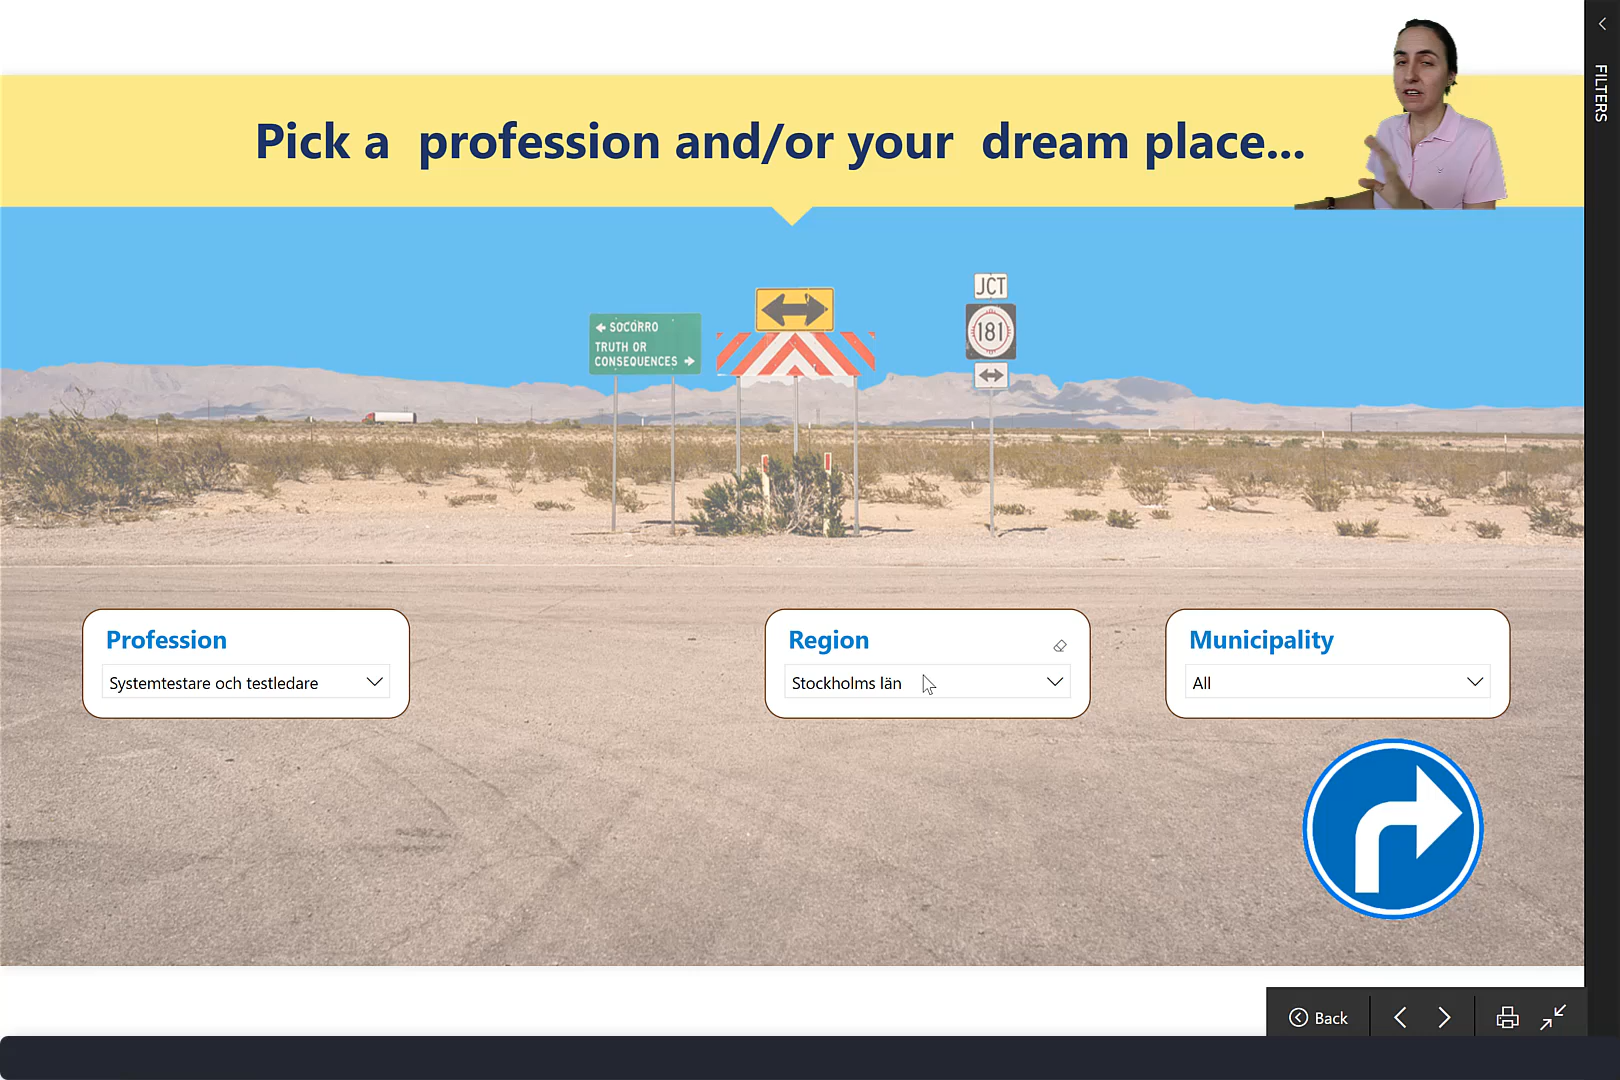 Pick a profession and/or your dream place...
FILTERS
JCT
181
SOCORRO
TRUTH OR
CONSEQUENCES
Profession
Systemtestare och testledare
Region
Stockholms län
Municipality
All
Back